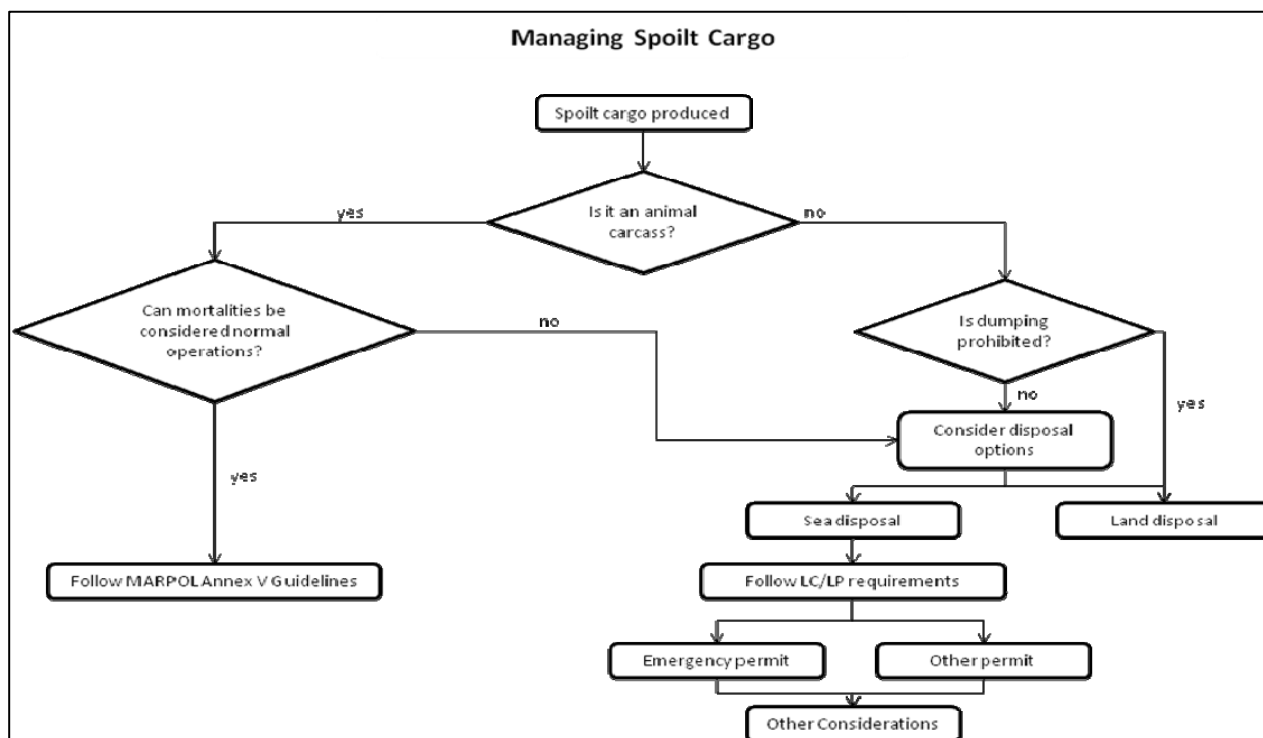 Managing Spoilt Cargo
Spoilt cargo produced
Is it an animal
carcass?
yes
no
Can mortalities be
considered normal
operations?
no
Is dumping
prohibited?
no
yes
Consider disposal
options
yes
Sea disposal
Land disposal
Follow MARPOL Annex V Guidelines
Follow LC/LP requirements
Emergency permit
Other permit
Other Considerations